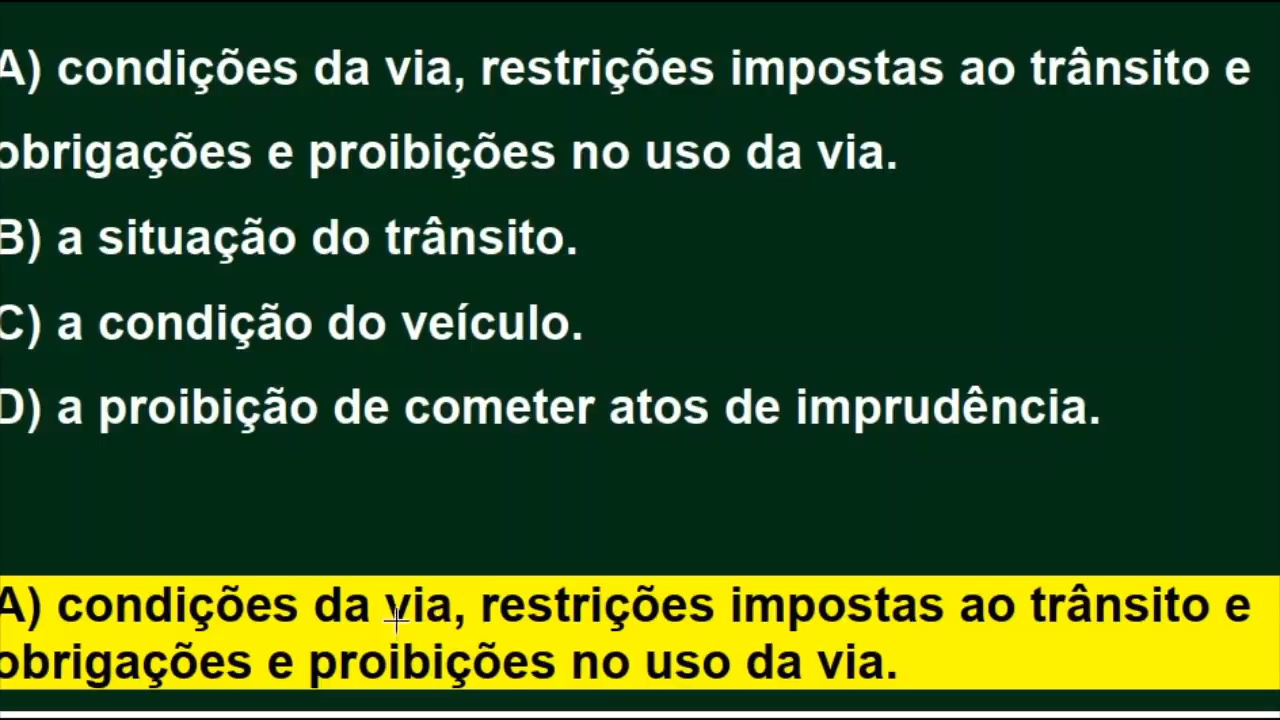 A) condições da via, restrições impostas ao trânsito e
obrigações e proibições no uso da via.
B) a situação do trânsito.
C) a condição do veículo.
D) a proibição de cometer atos de imprudência.
A) condições da via, restrições impostas ao trânsito e
obrigações e proibições no uso da via.